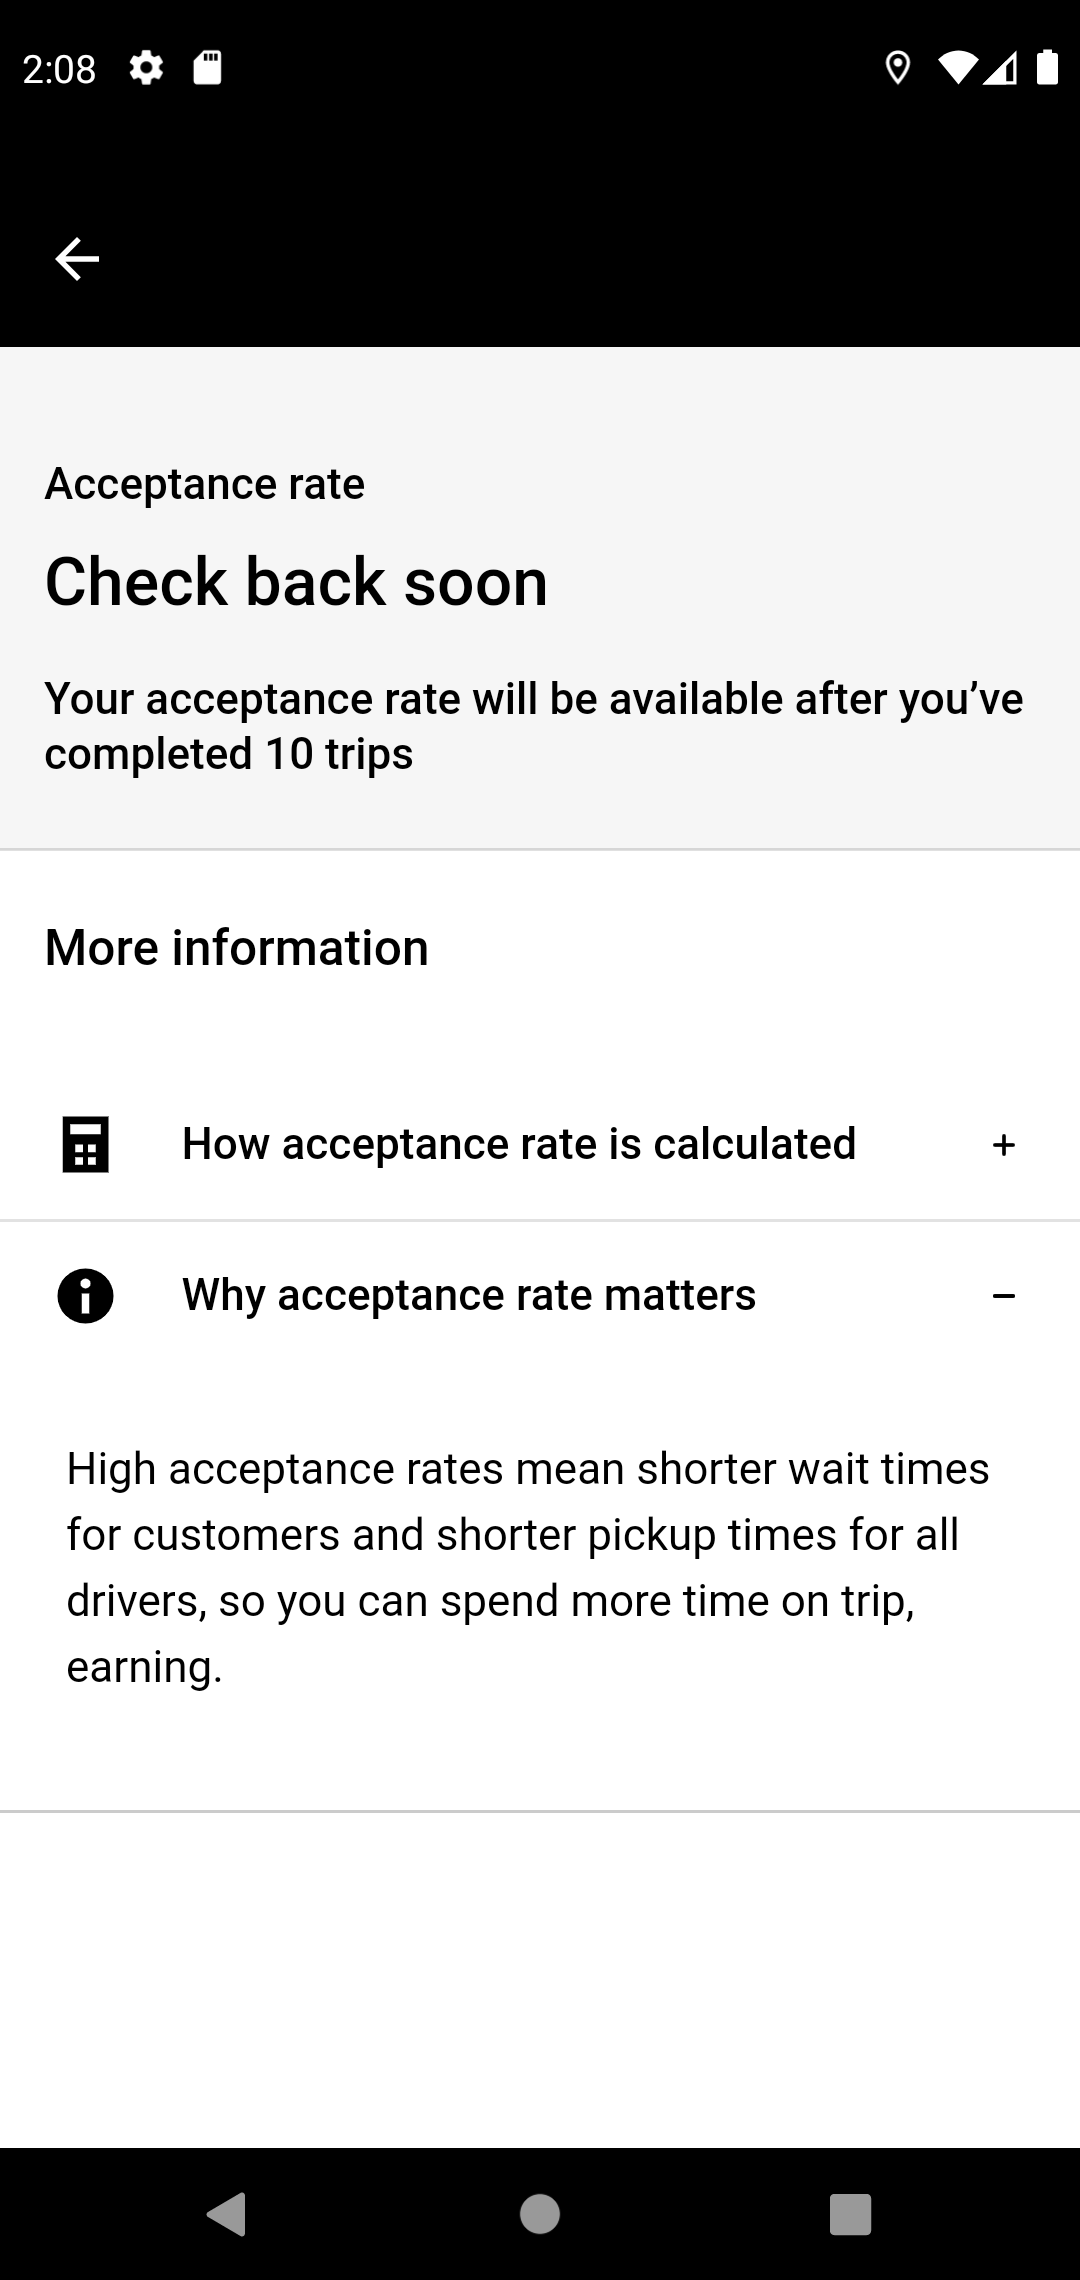 2:08
Acceptance rate
Check back soon
Your acceptance rate will be available after you’ve
completed 10 trips
More information
How acceptance rate is calculated
Why acceptance rate matters
High acceptance rates mean shorter wait times
for customers and shorter pickup times for all
drivers, so you can spend more time on trip,
earning.